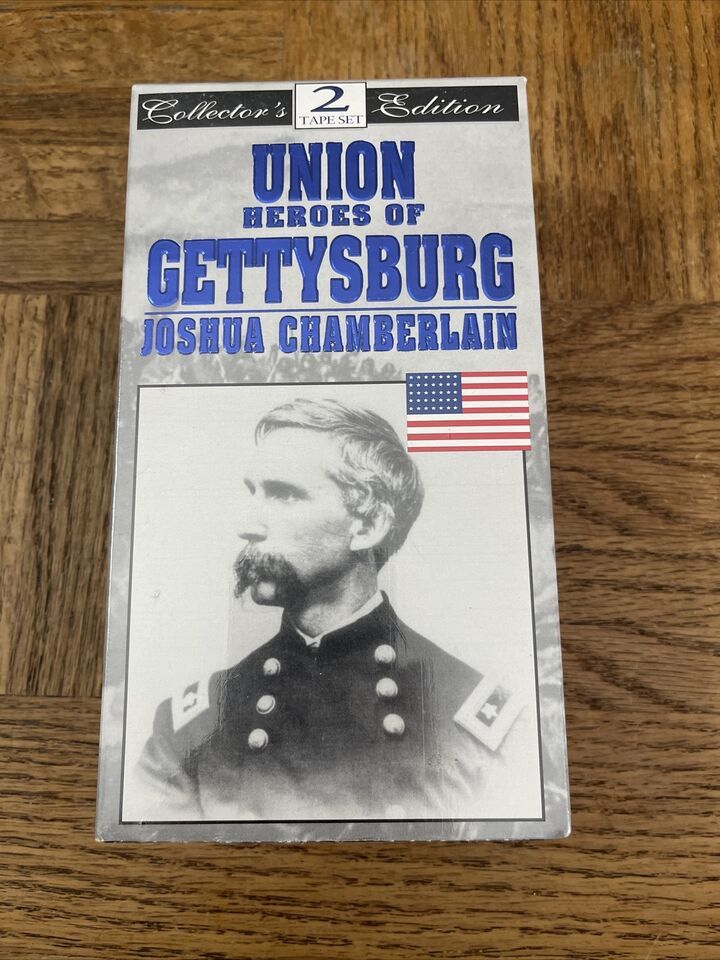 Collector's 2 Edition
TAPE SET
UNION
HEROES OF
GETTYSBURG
JOSHUA CHAMBERLAIN